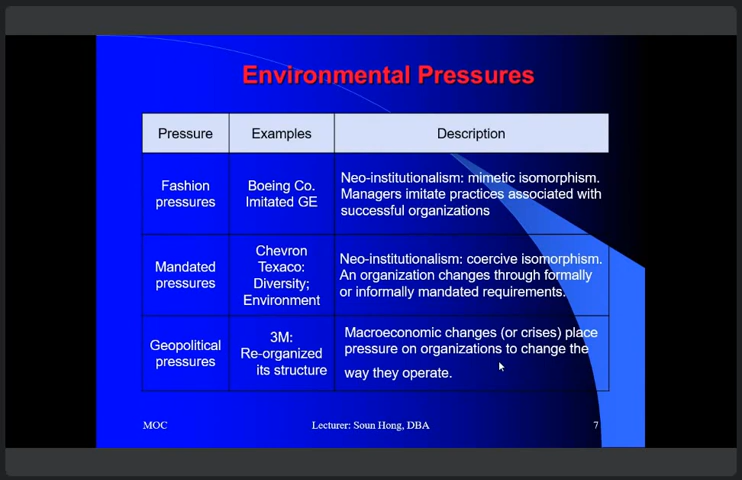 Environmental Pressures
Pressure
Examples
Description
Fashion
pressures
Boeing Co.
Imitated GE
Neo-institutionalism: mimetic isomorphism.
Managers imitate practices associated with
successful organizations
Mandated
pressures
Chevron
Texaco:
Diversity;
Environment
Neo-institutionalism: coercive isomorphism.
An organization changes through formally
or informally mandated requirements.
Geopolitical
pressures
3M:
Re-organized
its structure
Macroeconomic changes (or crises) place
pressure on organizations to change the
way they operate.
MOC
Lecturer: Soun Hong, DBA
7